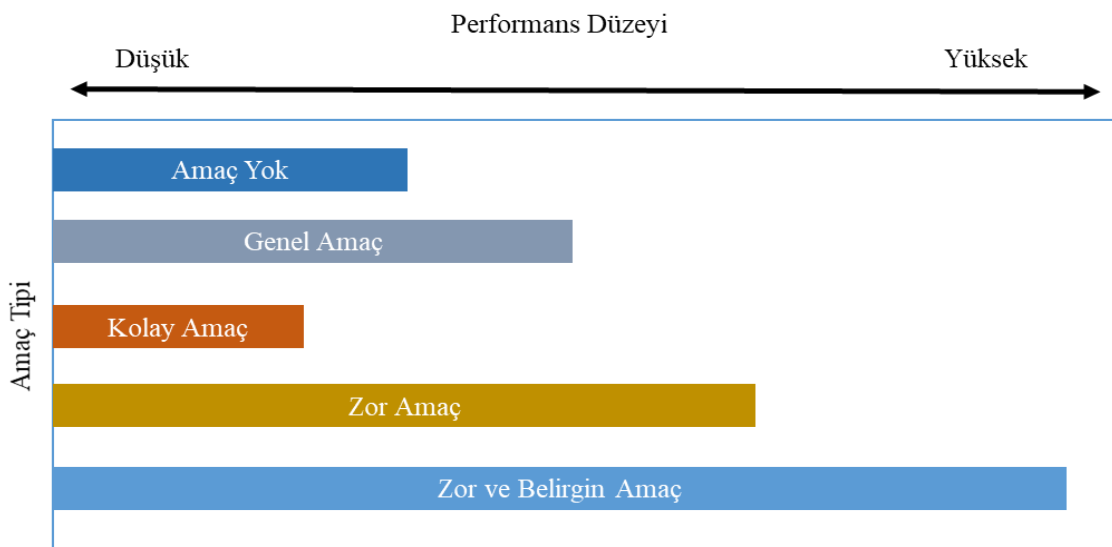 Performans Düzeyi
Düşük
Yüksek
Amaç Tipi
Amaç Yok
Genel Amaç
Kolay Amaç
Zor Amaç
Zor ve Belirgin Amaç